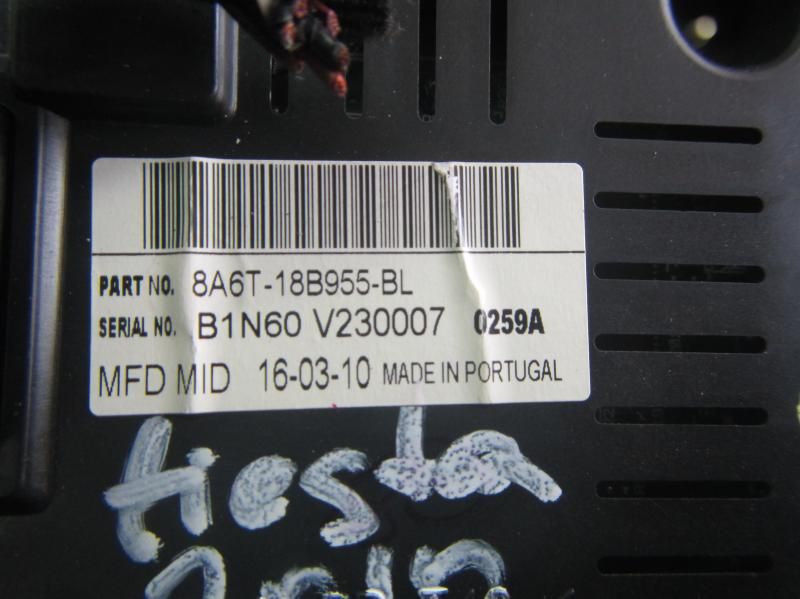 PART NO. 8A6T-18B955-BL
SERIAL NO. B1N60 V230007 0259A
MFD MID 16-03-10 MADE IN PORTUGAL
fiesta